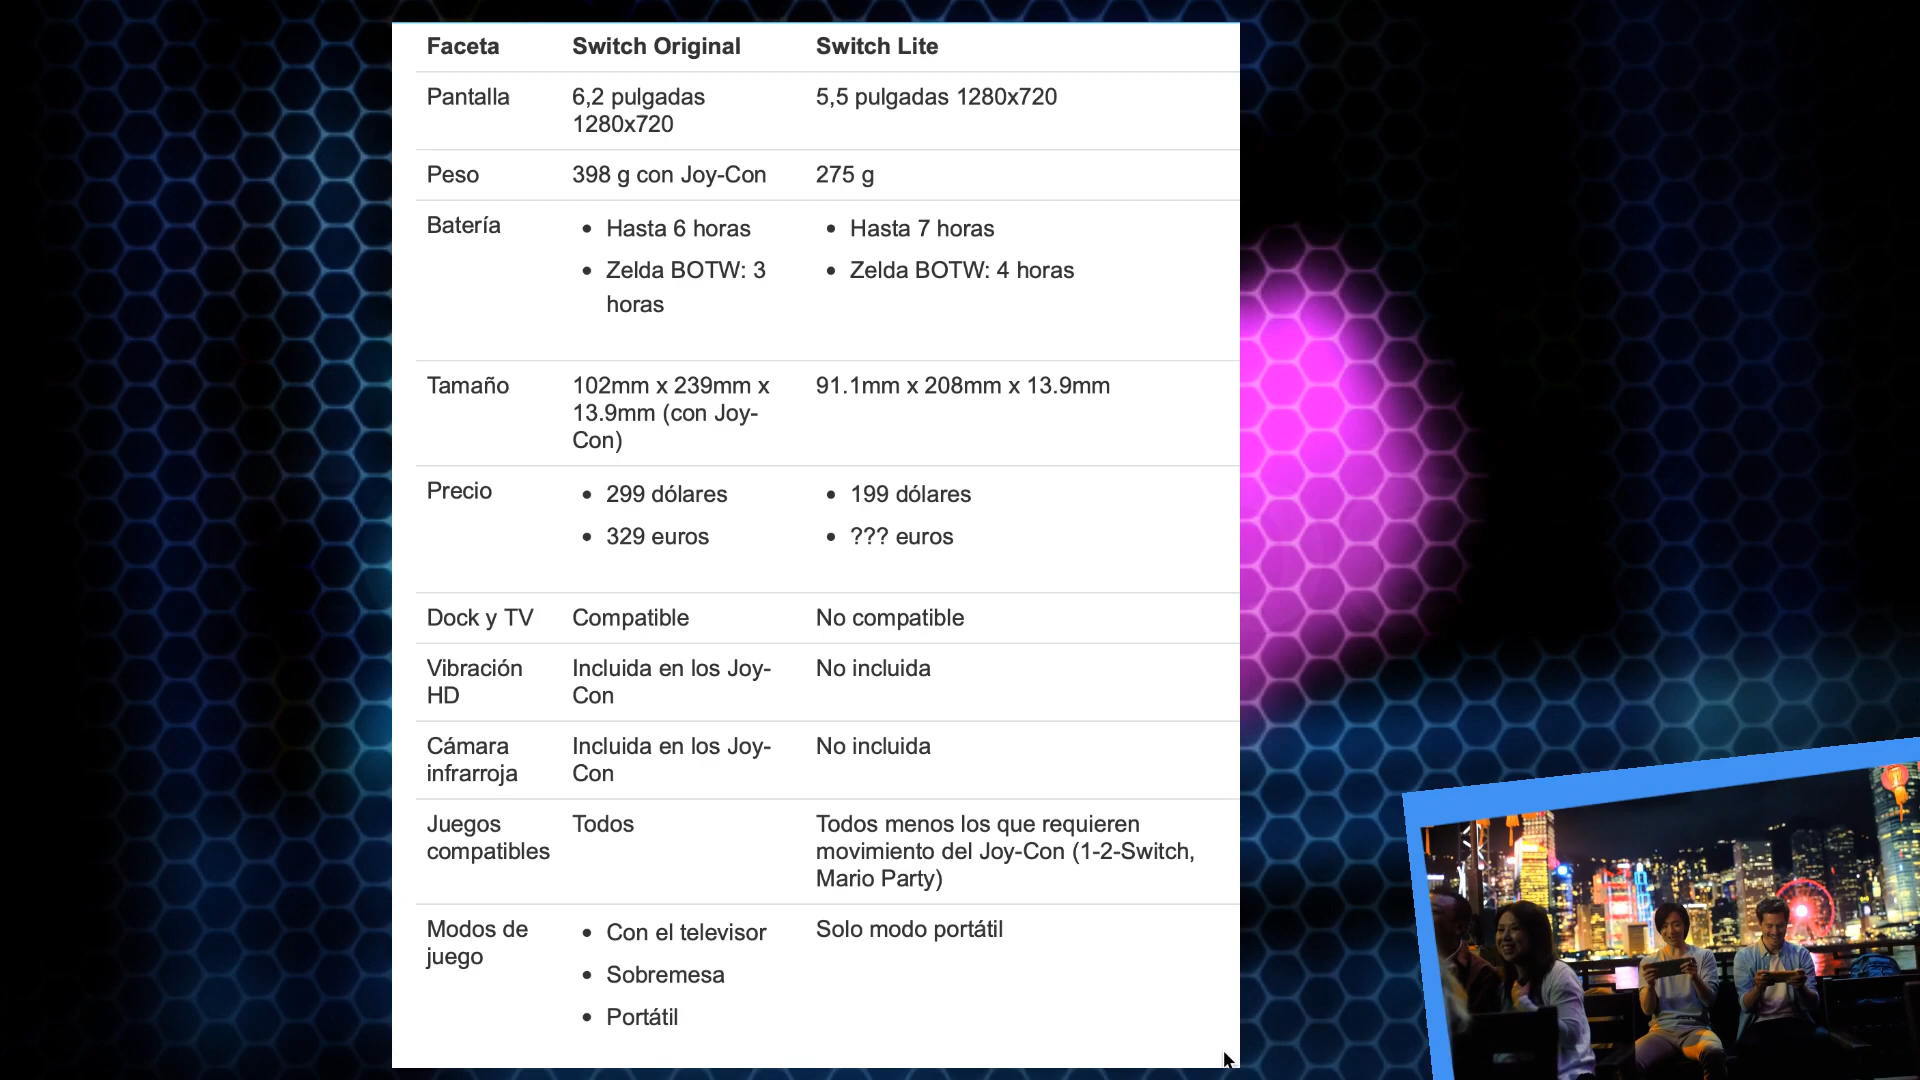 Faceta Switch Original Switch Lite
Pantalla 6,2 pulgadas 5,5 pulgadas 1280x720
1280x720
Peso 398 g con Joy-Con 275 g
Batería • Hasta 6 horas • Hasta 7 horas
• Zelda BOTW: 3 • Zelda BOTW: 4 horas
horas
Tamaño 102mm x 239mm x 91.1mm x 208mm x 13.9mm
13.9mm (con Joy-
Con)
Precio • 299 dólares • 199 dólares
• 329 euros • ??? euros
Dock y TV Compatible No compatible
Vibración Incluida en los Joy- No incluida
HD Con
Cámara Incluida en los Joy- No incluida
infrarroja Con
Juegos Todos Todos menos los que requieren
compatibles movimiento del Joy-Con (1-2-Switch,
Mario Party)
Modos de • Con el televisor Solo modo portátil
juego • Sobremesa
• Portátil